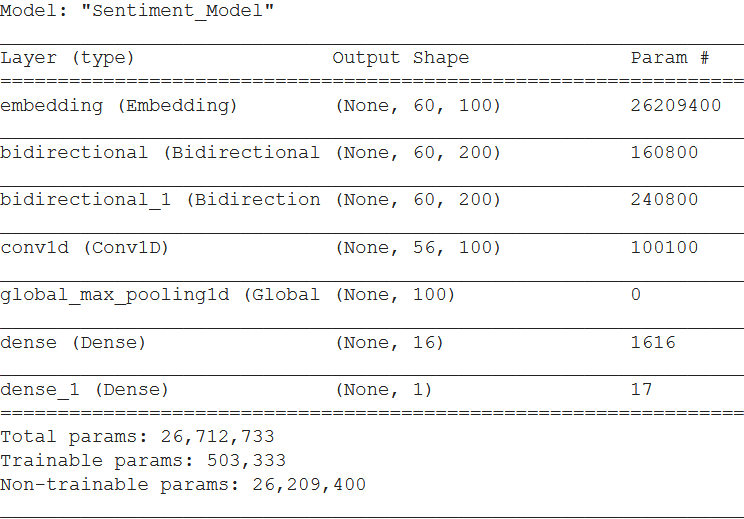 Model: "Sentiment_Model"
Layer (type) Output Shape Param #
embedding (Embedding) (None, 60, 100) 26209400
bidirectional (Bidirectional (None, 60, 200) 160800
bidirectional_1 (Bidirection (None, 60, 200) 240800
conv1d (Conv1D) (None, 56, 100) 100100
global_max_pooling1d (Global (None, 100) 0
dense (Dense) (None, 16) 1616
dense_1 (Dense) (None, 1) 17
Total params: 26,712,733
Trainable params: 503,333
Non-trainable params: 26,209,400